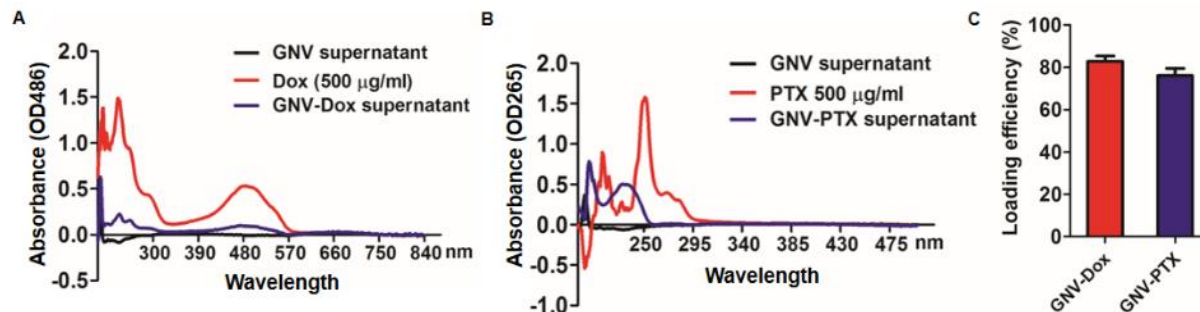 A
Absorbance (OD486)
2.0
1.5
1.0
0.5
0.0
-0.5
GNV supernatant
Dox (500 µg/ml)
GNV-Dox supernatant
300 390 480 570 660 750 840 nm
Wavelength
B
Absorbance (OD265)
2.0
1.5
1.0
0.5
0.0
-0.5
-1.0
GNV supernatant
PTX 500 µg/ml
GNV-PTX supernatant
250 295 340 385 430 475 nm
Wavelength
C
Loading efficiency (%)
100
80
60
40
20
0
GNV-Dox
GNV-PTX